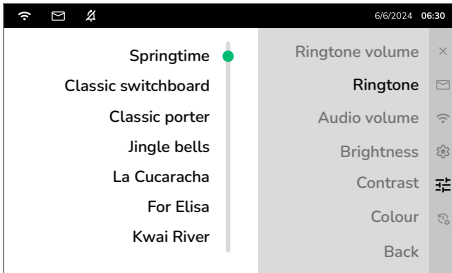 6/6/2024 06:30
Springtime
Classic switchboard
Classic porter
Jingle bells
La Cucaracha
For Elisa
Kwai River
Ringtone volume
Ringtone
Audio volume
Brightness
Contrast
Colour
Back